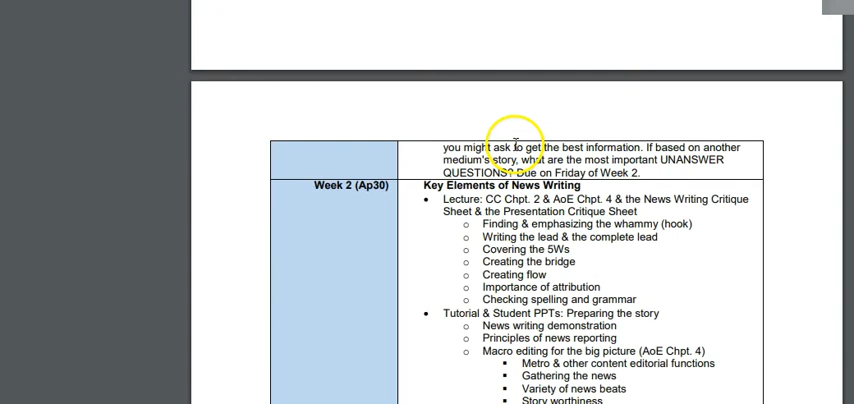 you might ask to get the best information. If based on another
medium's story, what are the most important UNANSWER
QUESTIONS? Due on Friday of Week 2.
Week 2 (Ap30) Key Elements of News Writing
• Lecture: CC Chpt. 2 & AoE Chpt. 4 & the News Writing Critique
Sheet & the Presentation Critique Sheet
o Finding & emphasizing the whammy (hook)
o Writing the lead & the complete lead
o Covering the 5Ws
o Creating the bridge
o Creating flow
o Importance of attribution
o Checking spelling and grammar
• Tutorial & Student PPTs: Preparing the story
o News writing demonstration
o Principles of news reporting
o Macro editing for the big picture (AoE Chpt. 4)
▪ Metro & other content editorial functions
▪ Gathering the news
▪ Variety of news beats
▪ Story worthiness